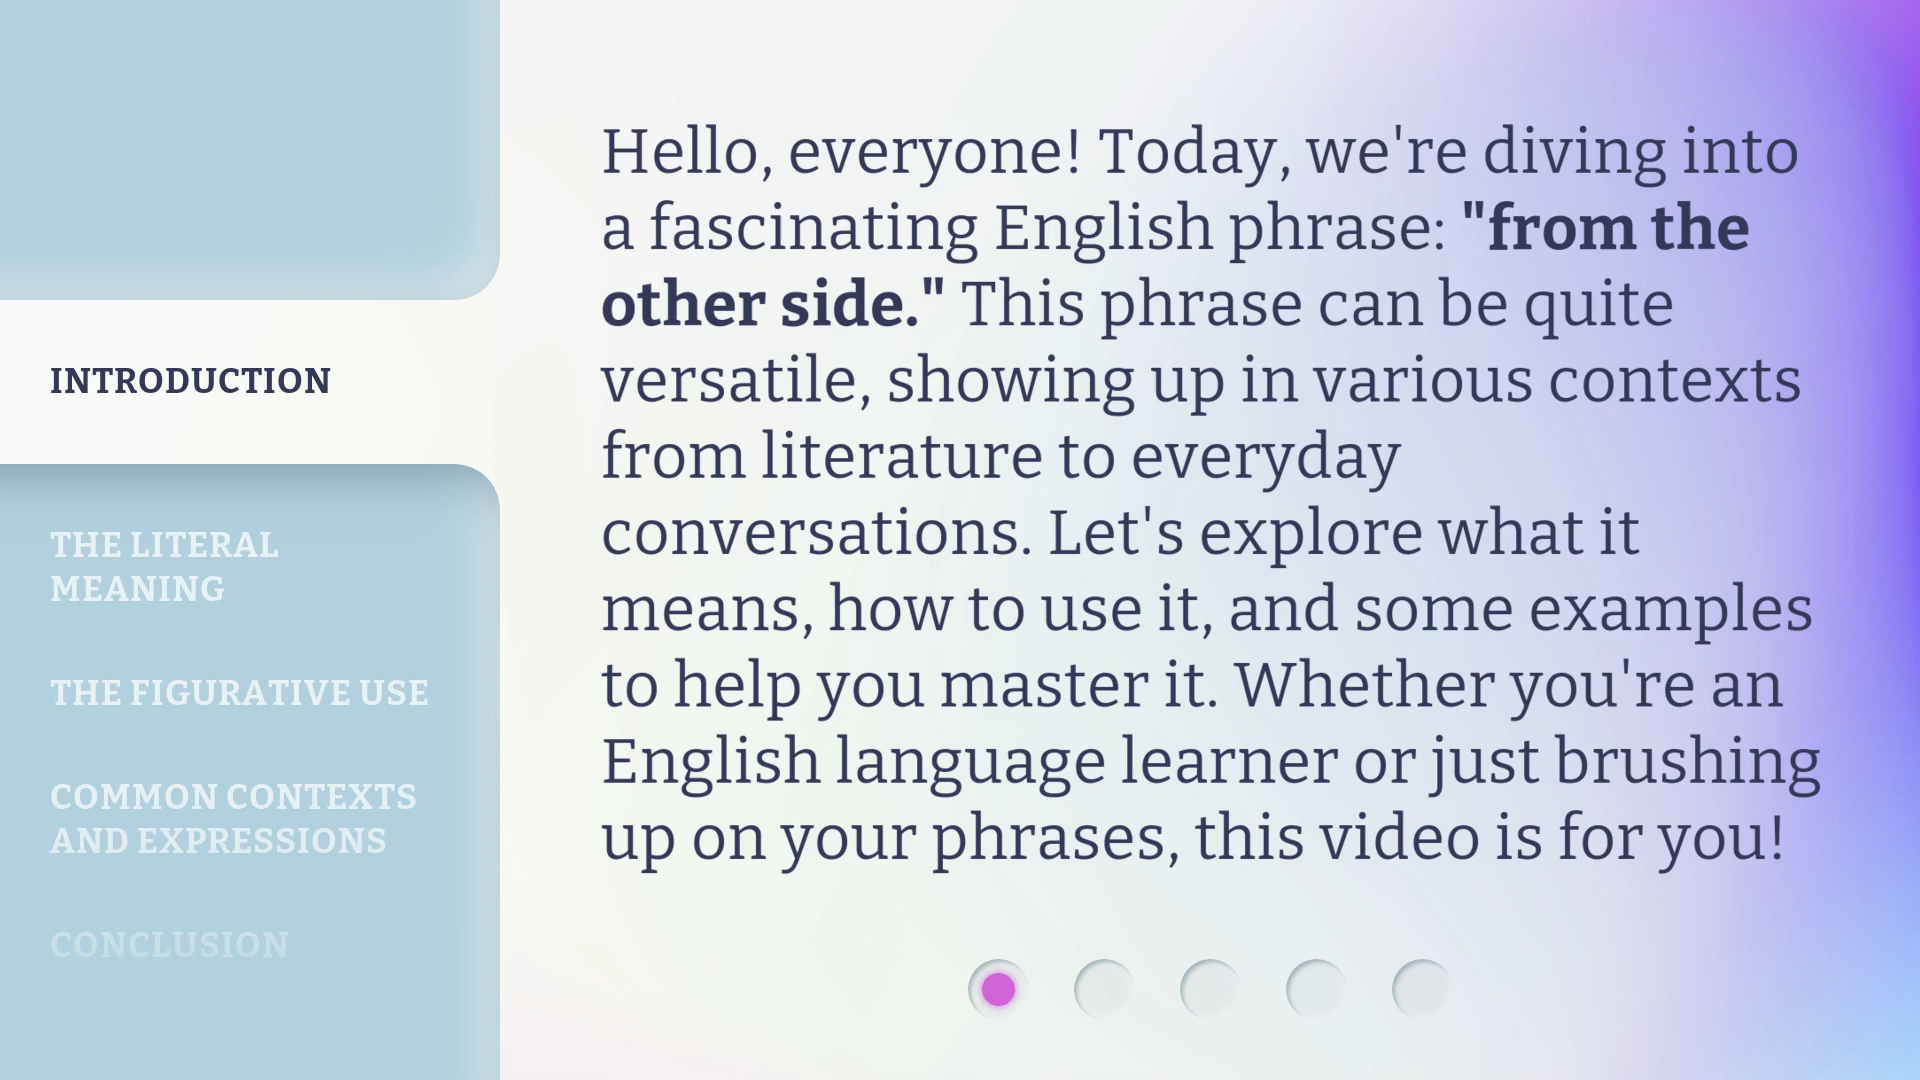 INTRODUCTION
THE LITERAL
MEANING
THE FIGURATIVE USE
COMMON CONTEXTS
AND EXPRESSIONS
CONCLUSION
Hello, everyone! Today, we're diving into
a fascinating English phrase: "from the
other side." This phrase can be quite
versatile, showing up in various contexts
from literature to everyday
conversations. Let's explore what it
means, how to use it, and some examples
to help you master it. Whether you're an
English language learner or just brushing
up on your phrases, this video is for you!